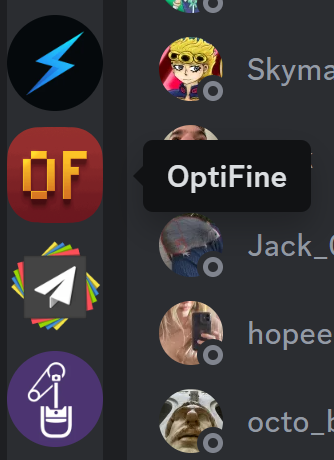 Skyma
OF
OptiFine
Jack_
hopee
octo_b